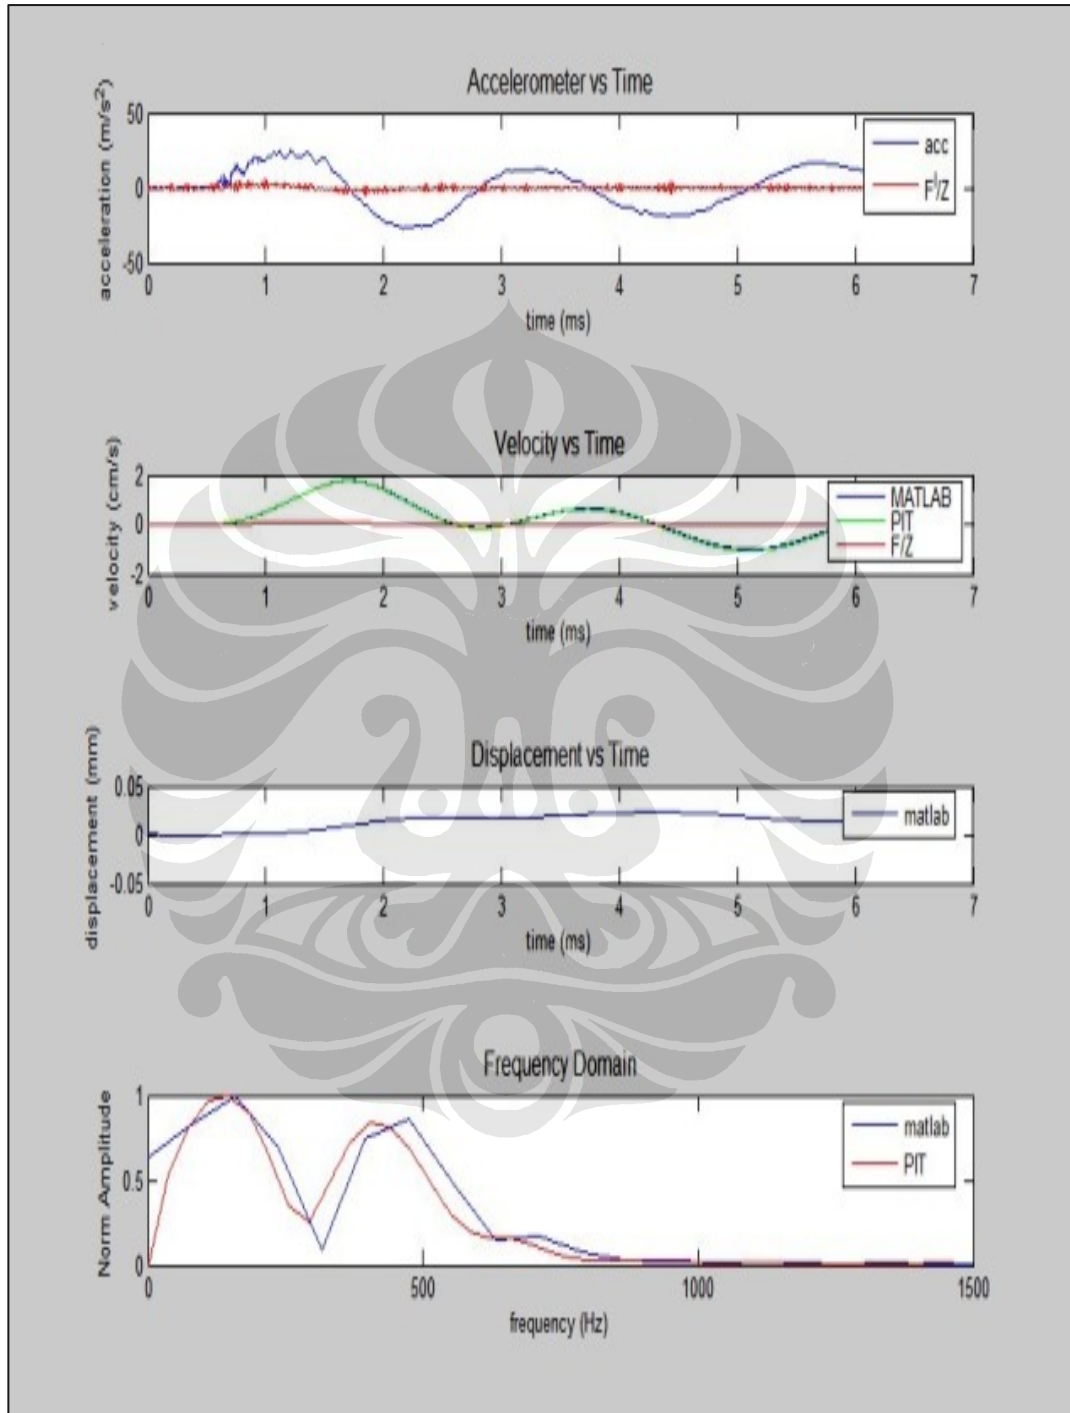 Accelerometer vs Time
acceleration (m/s²)
50
0
-50
acc
F/Z
0 1 2 3 4 5 6 7
time (ms)
Velocity vs Time
velocity (cm/s)
2
0
-2
MATLAB
PIT
F/Z
0 1 2 3 4 5 6 7
time (ms)
Displacement vs Time
displacement (mm)
0.05
0
-0.05
matlab
0 1 2 3 4 5 6 7
time (ms)
Frequency Domain
Norm Amplitude
1
0.5
0
matlab
PIT
0 500 1000 1500
frequency (Hz)